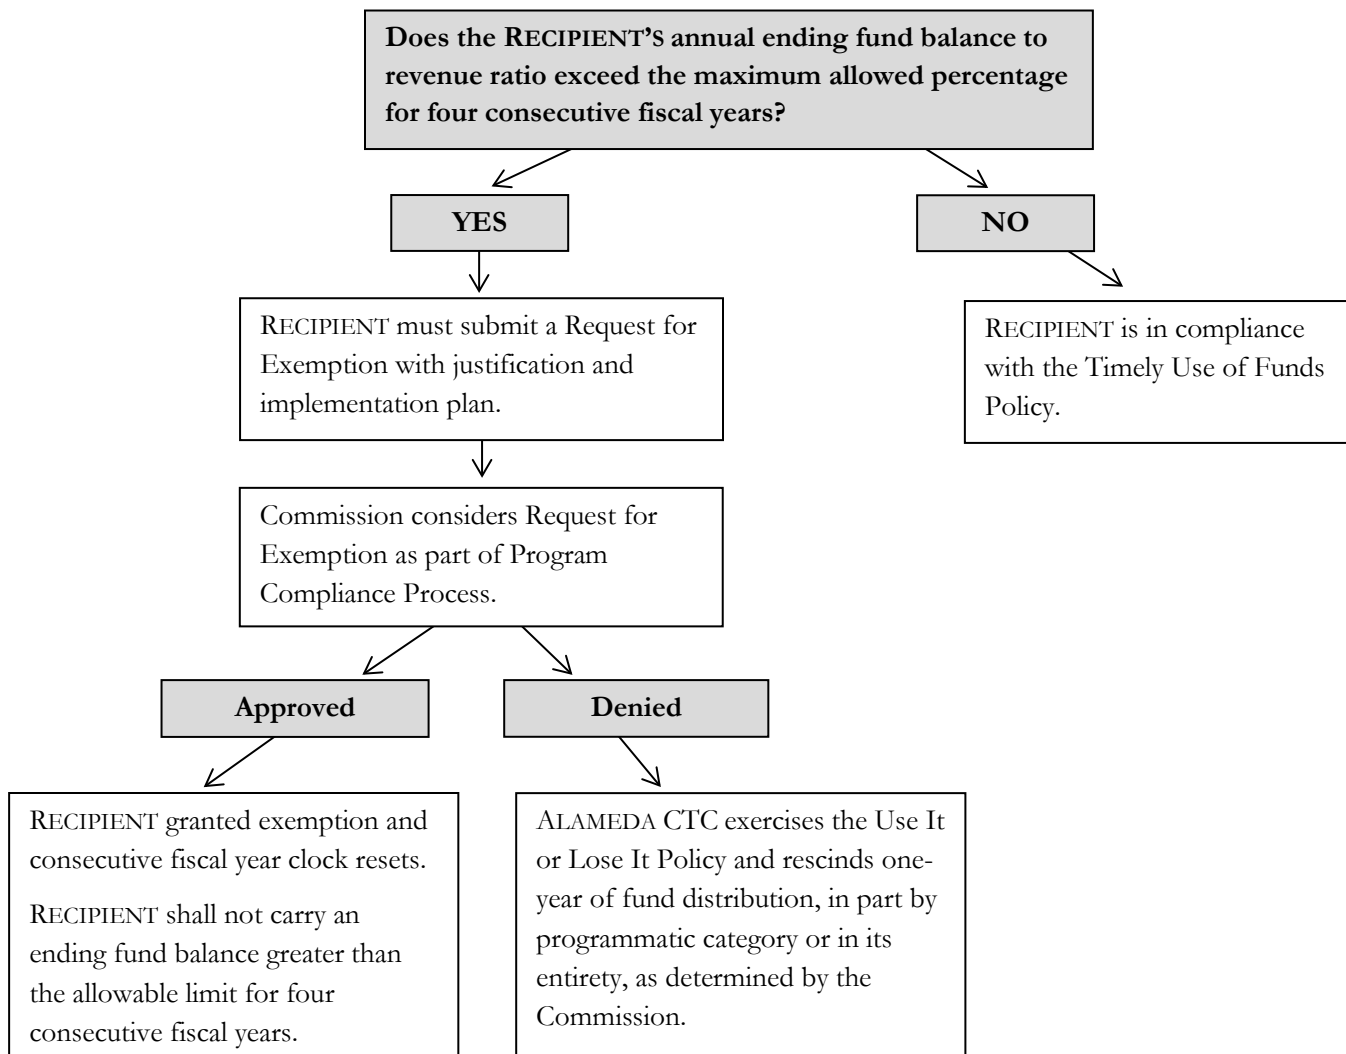 Does the RECIPIENT’S annual ending fund balance to
revenue ratio exceed the maximum allowed percentage
for four consecutive fiscal years?
YES
NO
RECIPIENT must submit a Request for
Exemption with justification and
implementation plan.
RECIPIENT is in compliance
with the Timely Use of Funds
Policy.
Commission considers Request for
Exemption as part of Program
Compliance Process.
Approved
Denied
RECIPIENT granted exemption and
consecutive fiscal year clock resets.
RECIPIENT shall not carry an
ending fund balance greater than
the allowable limit for four
consecutive fiscal years.
ALAMEDA CTC exercises the Use It
or Lose It Policy and rescinds one-
year of fund distribution, in part by
programmatic category or in its
entirety, as determined by the
Commission.